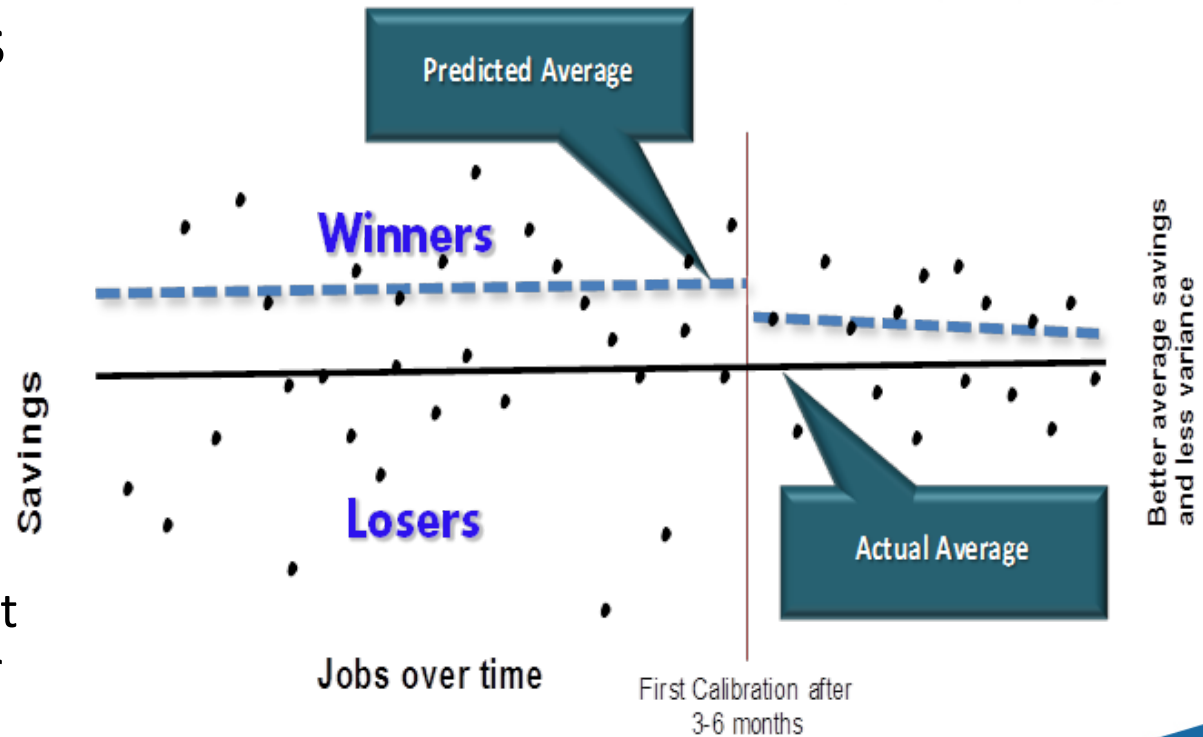 s
Predicted Average
Winners
Savings
Losers
Actual Average
Better average savings
and less variance
t
Jobs over time
First Calibration after
3-6 months